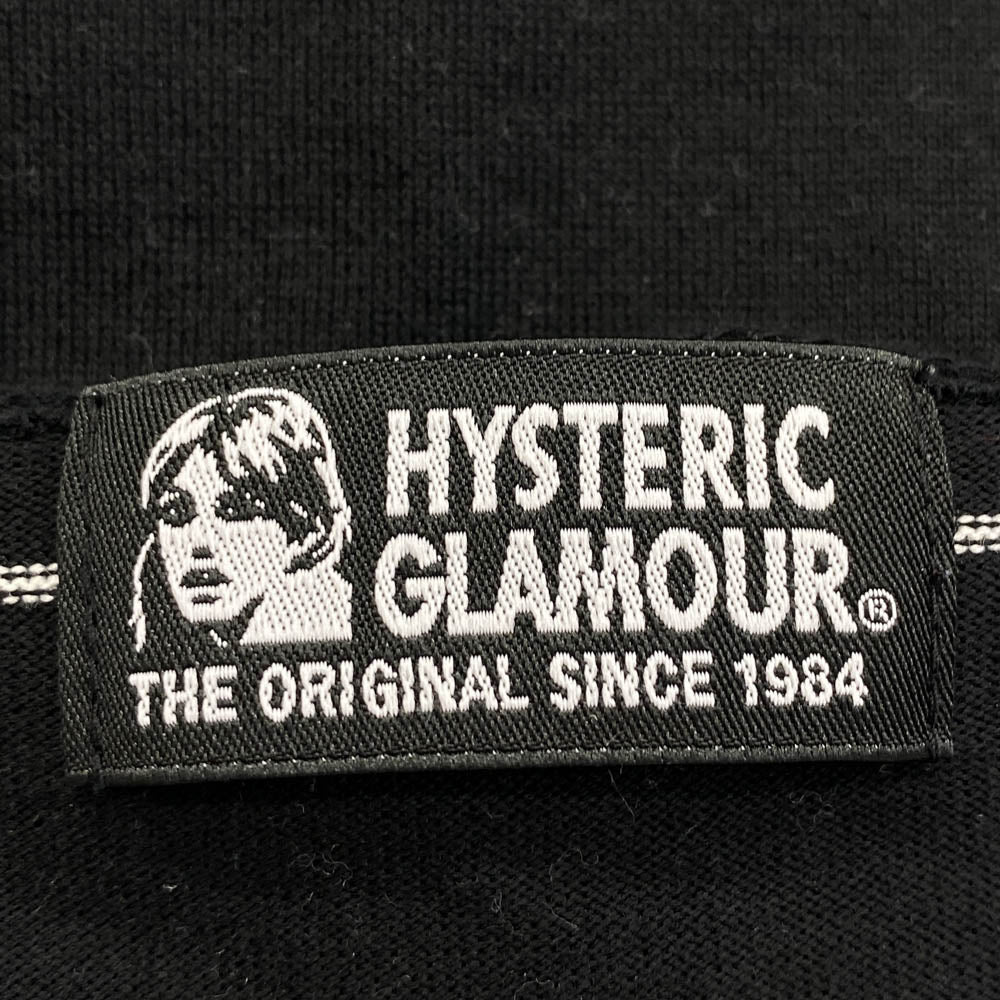 HYSTERIC
GLAMOUR®
THE ORIGINAL SINCE 1984